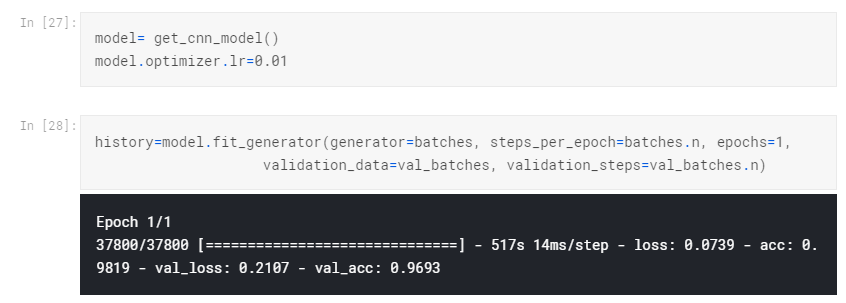 In [27]:
model= get_cnn_model()
model.optimizer.lr=0.01
In [28]:
history=model.fit_generator(generator=batches, steps_per_epoch=batches.n, epochs=1,
validation_data=val_batches, validation_steps=val_batches.n)
Epoch 1/1
37800/37800 [==============================] - 517s 14ms/step - loss: 0.0739 - acc: 0.
9819 - val_loss: 0.2107 - val_acc: 0.9693